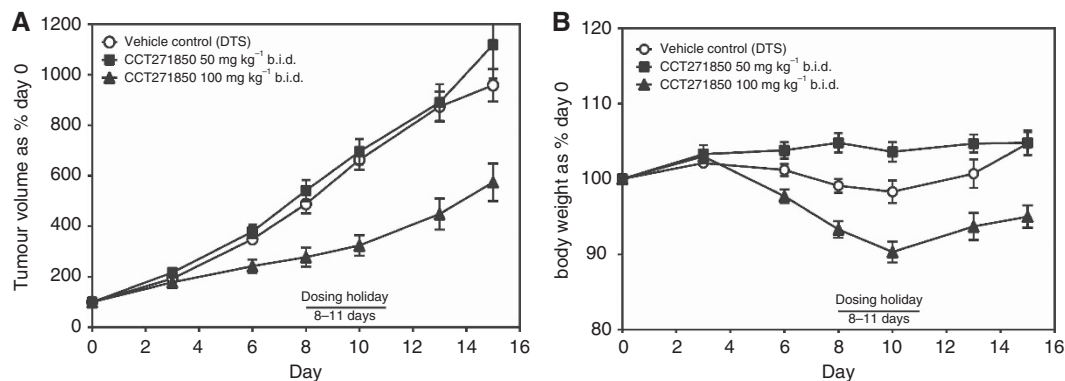 A
Tumour volume as % day 0
1200
1000
800
600
400
200
0
Vehicle control (DTS)
CCT271850 50 mg kg⁻¹ b.i.d.
CCT271850 100 mg kg⁻¹ b.i.d.
Dosing holiday
8–11 days
0 2 4 6 8 10 12 14 16
Day
B
body weight as % day 0
120
110
100
90
80
Vehicle control (DTS)
CCT271850 50 mg kg⁻¹ b.i.d.
CCT271850 100 mg kg⁻¹ b.i.d.
Dosing holiday
8–11 days
0 2 4 6 8 10 12 14 16
Day